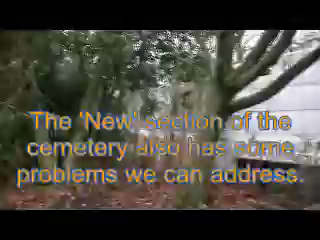 The 'New' section of the
cemetery also has some
problems we can address.